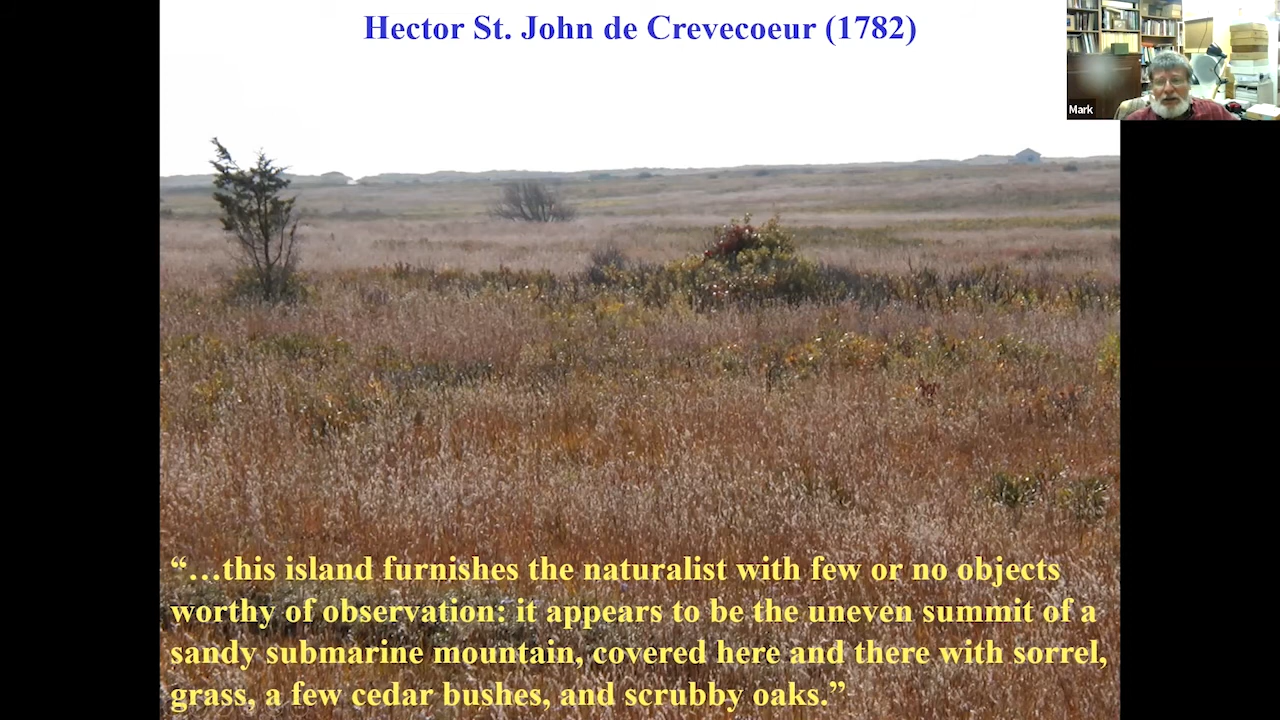 Hector St. John de Crevecoeur (1782)
Mark
“…this island furnishes the naturalist with few or no objects
worthy of observation: it appears to be the uneven summit of a
sandy submarine mountain, covered here and there with sorrel,
grass, a few cedar bushes, and scrubby oaks.”